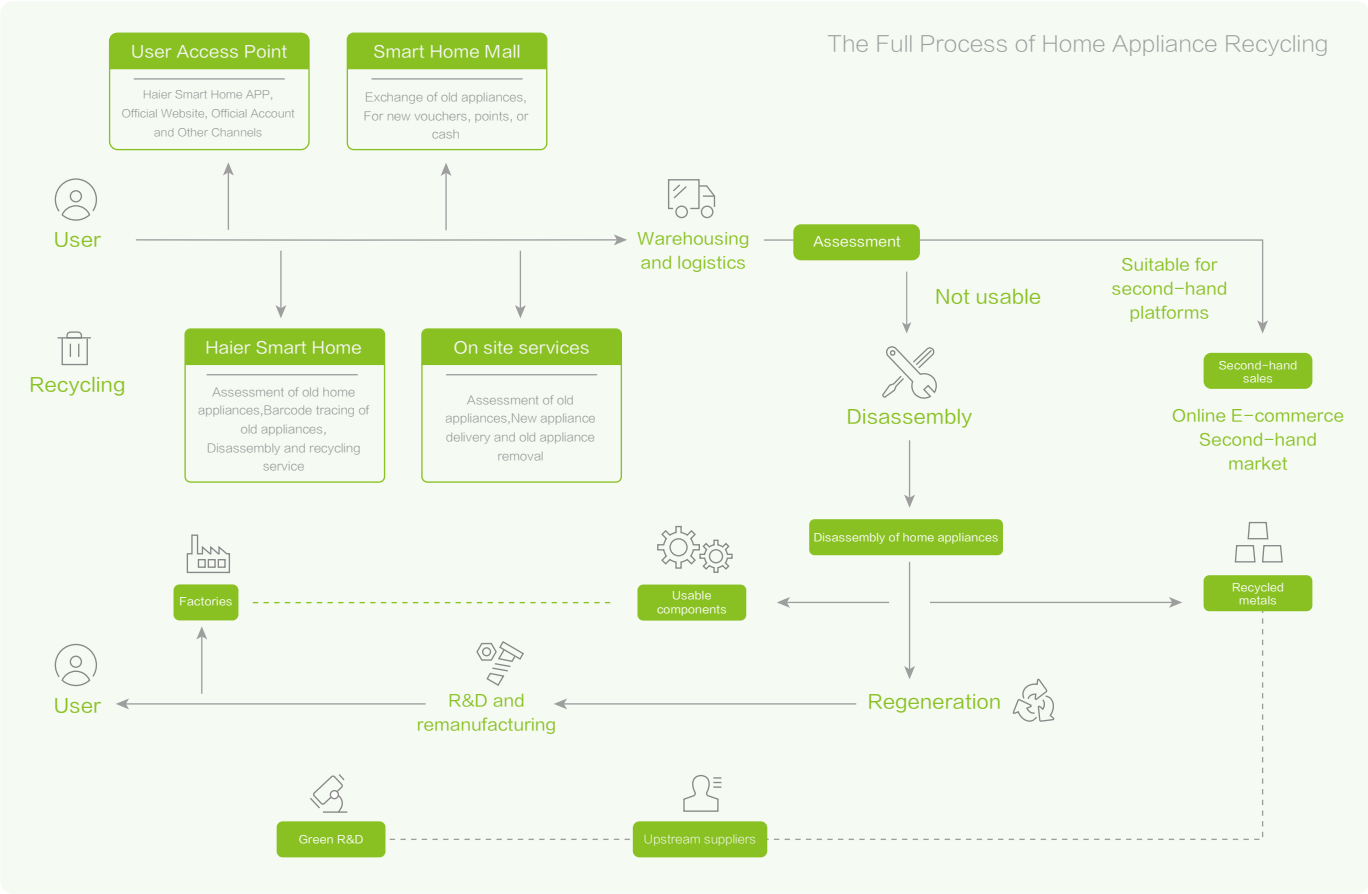 The Full Process of Home Appliance Recycling
User Access Point
Haier Smart Home APP,
Official Website, Official Account
and Other Channels
Smart Home Mall
Exchange of old appliances,
For new vouchers, points, or
cash
User
Warehousing
and logistics
Assessment
Not usable
Suitable for
second-hand
platforms
Recycling
Haier Smart Home
Assessment of old home
appliances,Barcode tracing of
old appliances,
Disassembly and recycling
service
On site services
Assessment of old
appliances,New appliance
delivery and old appliance
removal
Disassembly
Second-hand
sales
Online E-commerce
Second-hand
market
Disassembly of home appliances
Factories
Usable
components
Recycled
metals
User
R&D and
remanufacturing
Regeneration
Green R&D
Upstream suppliers